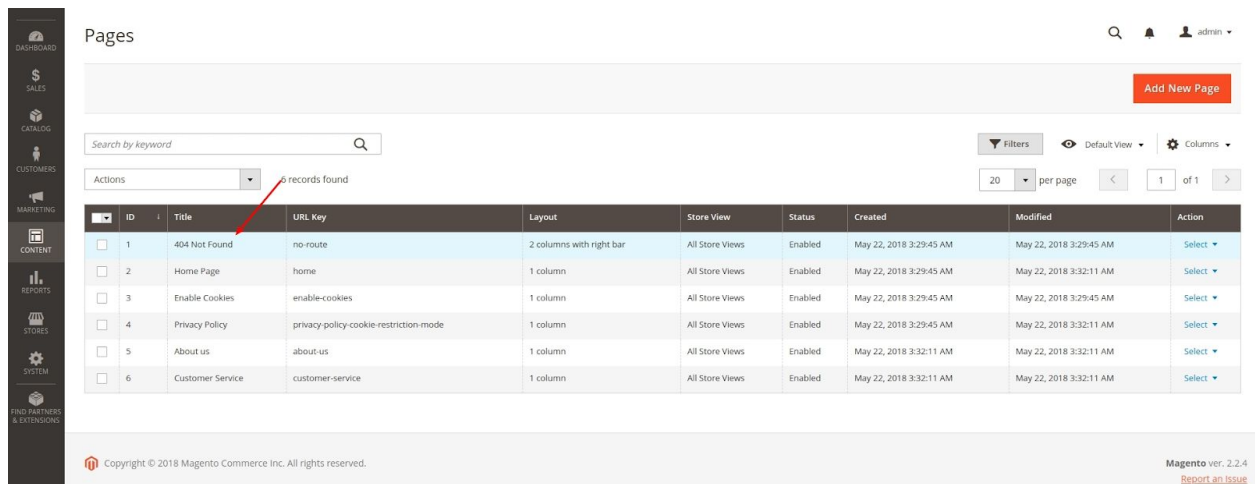 Pages
admin
DASHBOARD
SALES
CATALOG
CUSTOMERS
MARKETING
CONTENT
REPORTS
STORES
SYSTEM
FIND PARTNERS
& EXTENSIONS
Add New Page
Search by keyword
Filters Default View Columns
Actions 6 records found 20 per page 1 of 1
ID Title URL Key Layout Store View Status Created Modified Action
1 404 Not Found no-route 2 columns with right bar All Store Views Enabled May 22, 2018 3:29:45 AM May 22, 2018 3:29:45 AM Select
2 Home Page home 1 column All Store Views Enabled May 22, 2018 3:29:45 AM May 22, 2018 3:32:11 AM Select
3 Enable Cookies enable-cookies 1 column All Store Views Enabled May 22, 2018 3:29:45 AM May 22, 2018 3:29:45 AM Select
4 Privacy Policy privacy-policy-cookie-restriction-mode 1 column All Store Views Enabled May 22, 2018 3:29:45 AM May 22, 2018 3:29:45 AM Select
5 About us about-us 1 column All Store Views Enabled May 22, 2018 3:32:11 AM May 22, 2018 3:32:11 AM Select
6 Customer Service customer-service 1 column All Store Views Enabled May 22, 2018 3:32:11 AM May 22, 2018 3:32:11 AM Select
Copyright © 2018 Magento Commerce Inc. All rights reserved.
Magento ver. 2.2.4
Report an Issue